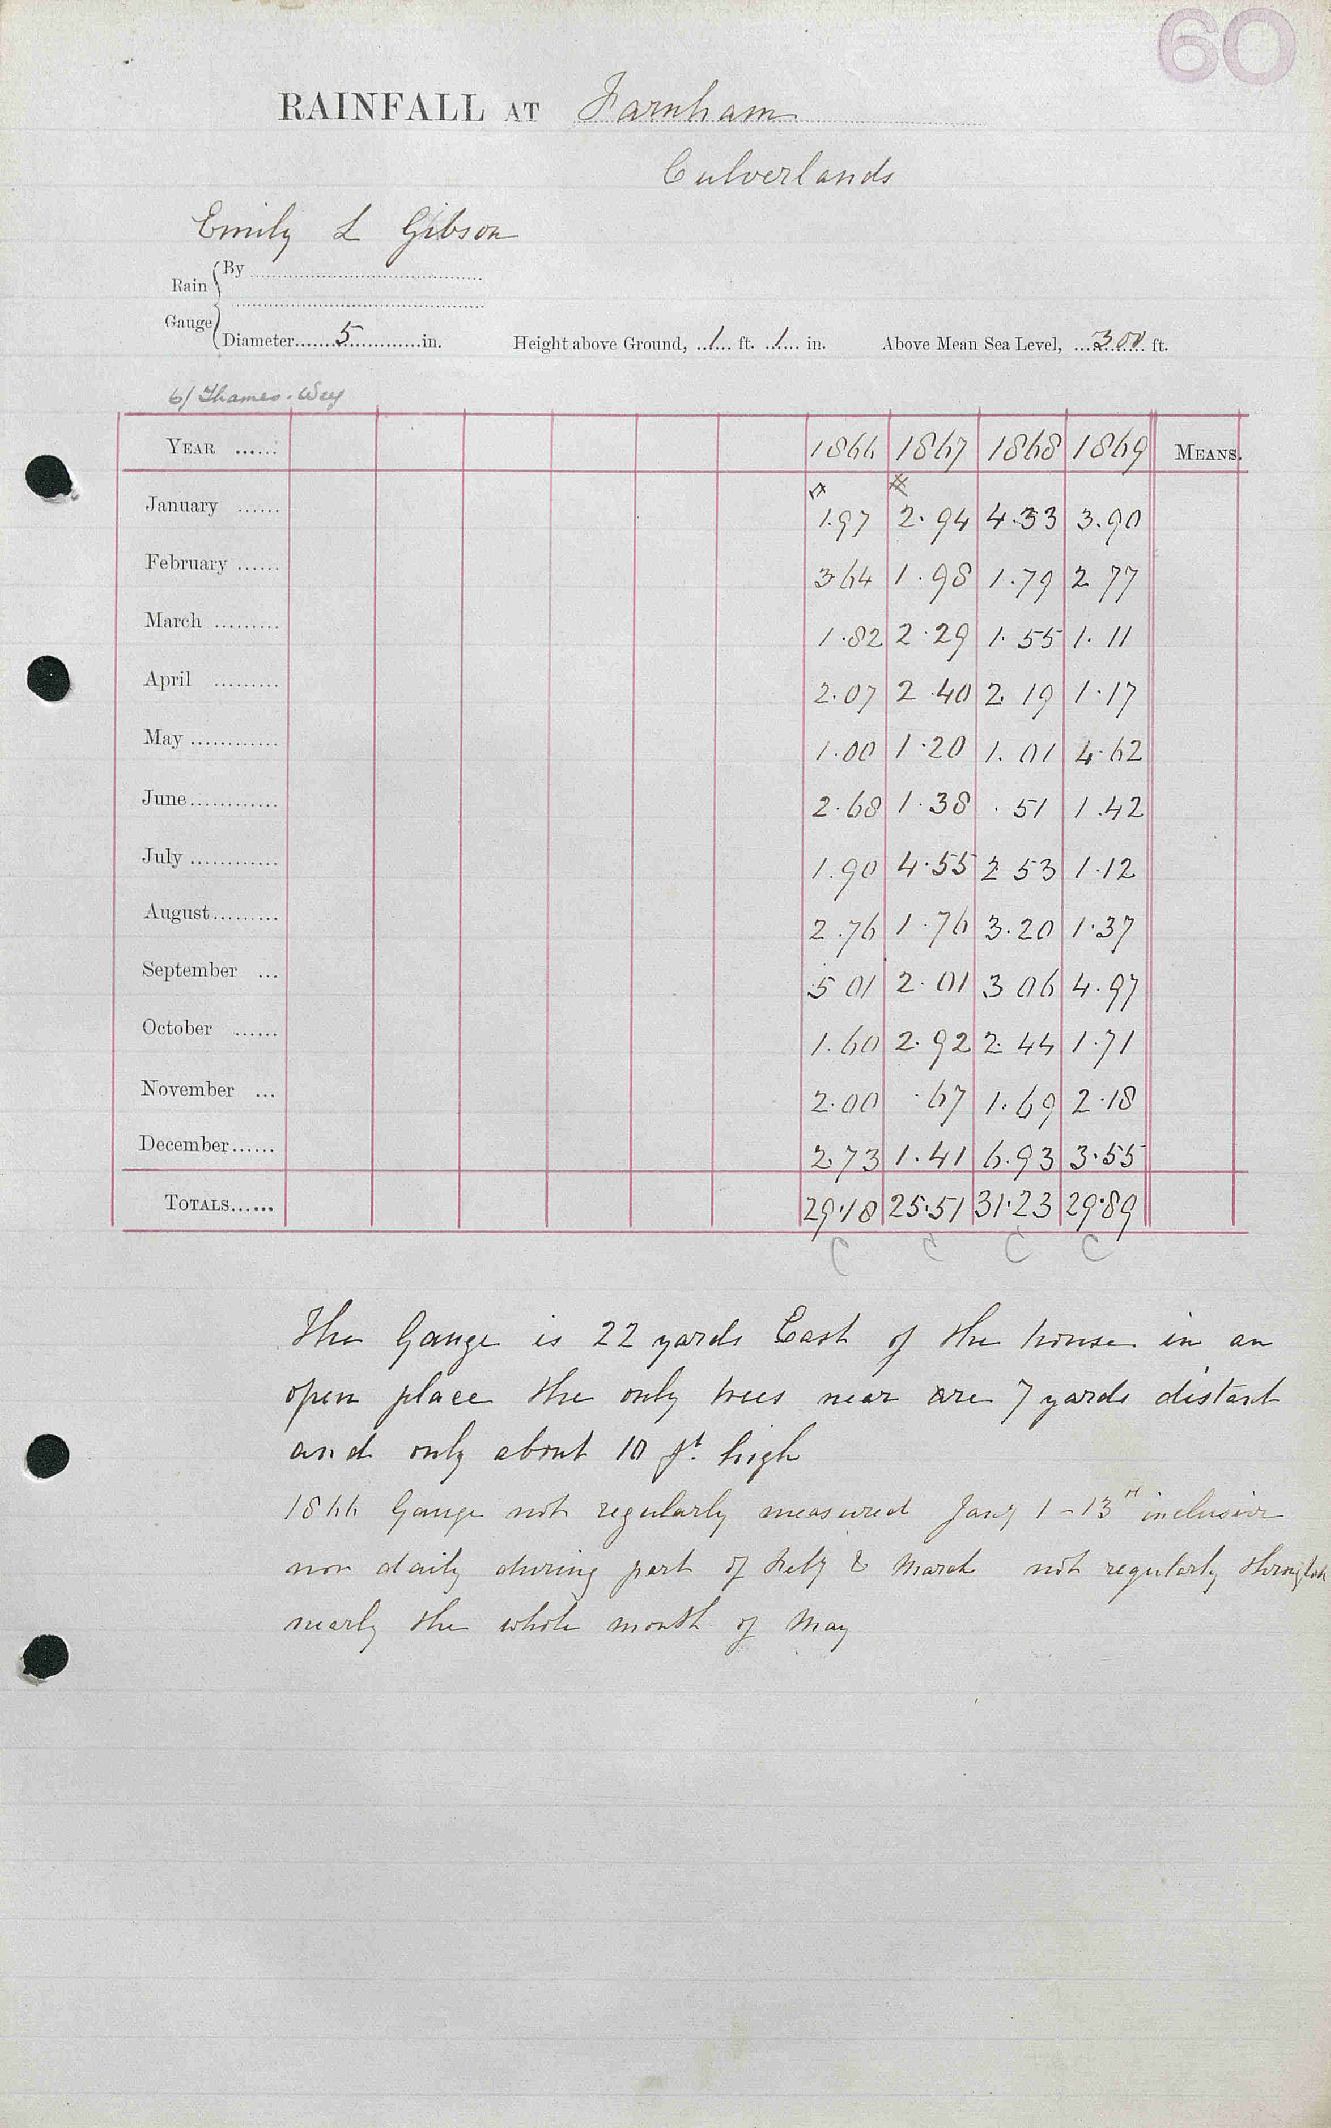 60
RAINFALL AT Farnham
Culverlands
Emily L Gibson
Rain Gauge { By
Diameter 5 in. Height above Ground, 1 ft. 1 in. Above Mean Sea Level, 300 ft.
6/ Thames. Wey
YEAR ...... 1866 1867 1868 1869 MEANS.
January ...... 1.97 2.94 4.33 3.90
February ...... 3 64 1.98 1.79 2 77
March ......... 1.82 2.29 1.55 1.11
April ......... 2.07 2.40 2.19 1.17
May ............ 1.00 1.20 1.01 4.62
June............ 2.68 1.38 .51 1.42
July ............ 1.90 4.55 2 53 1.12
August......... 2.76 1.76 3.20 1.37
September ... 5 01 2.01 3 06 4.97
October ...... 1.60 2.92 2.44 1.71
November ... 2.00 .67 1.69 2.18
December...... 2.73 1.41 6.93 3.55
TOTALS...... 29.18 25.51 31.23 29.89
C C C C
The Gauge is 22 yards East of the house in an
open place the only trees near are 7 yards distant
and only about 10 ft. high
1866 Gauge not regularly measured Jany 1-13th inclusive
nor daily during part of Feby & March not regularly through
nearly the whole month of May